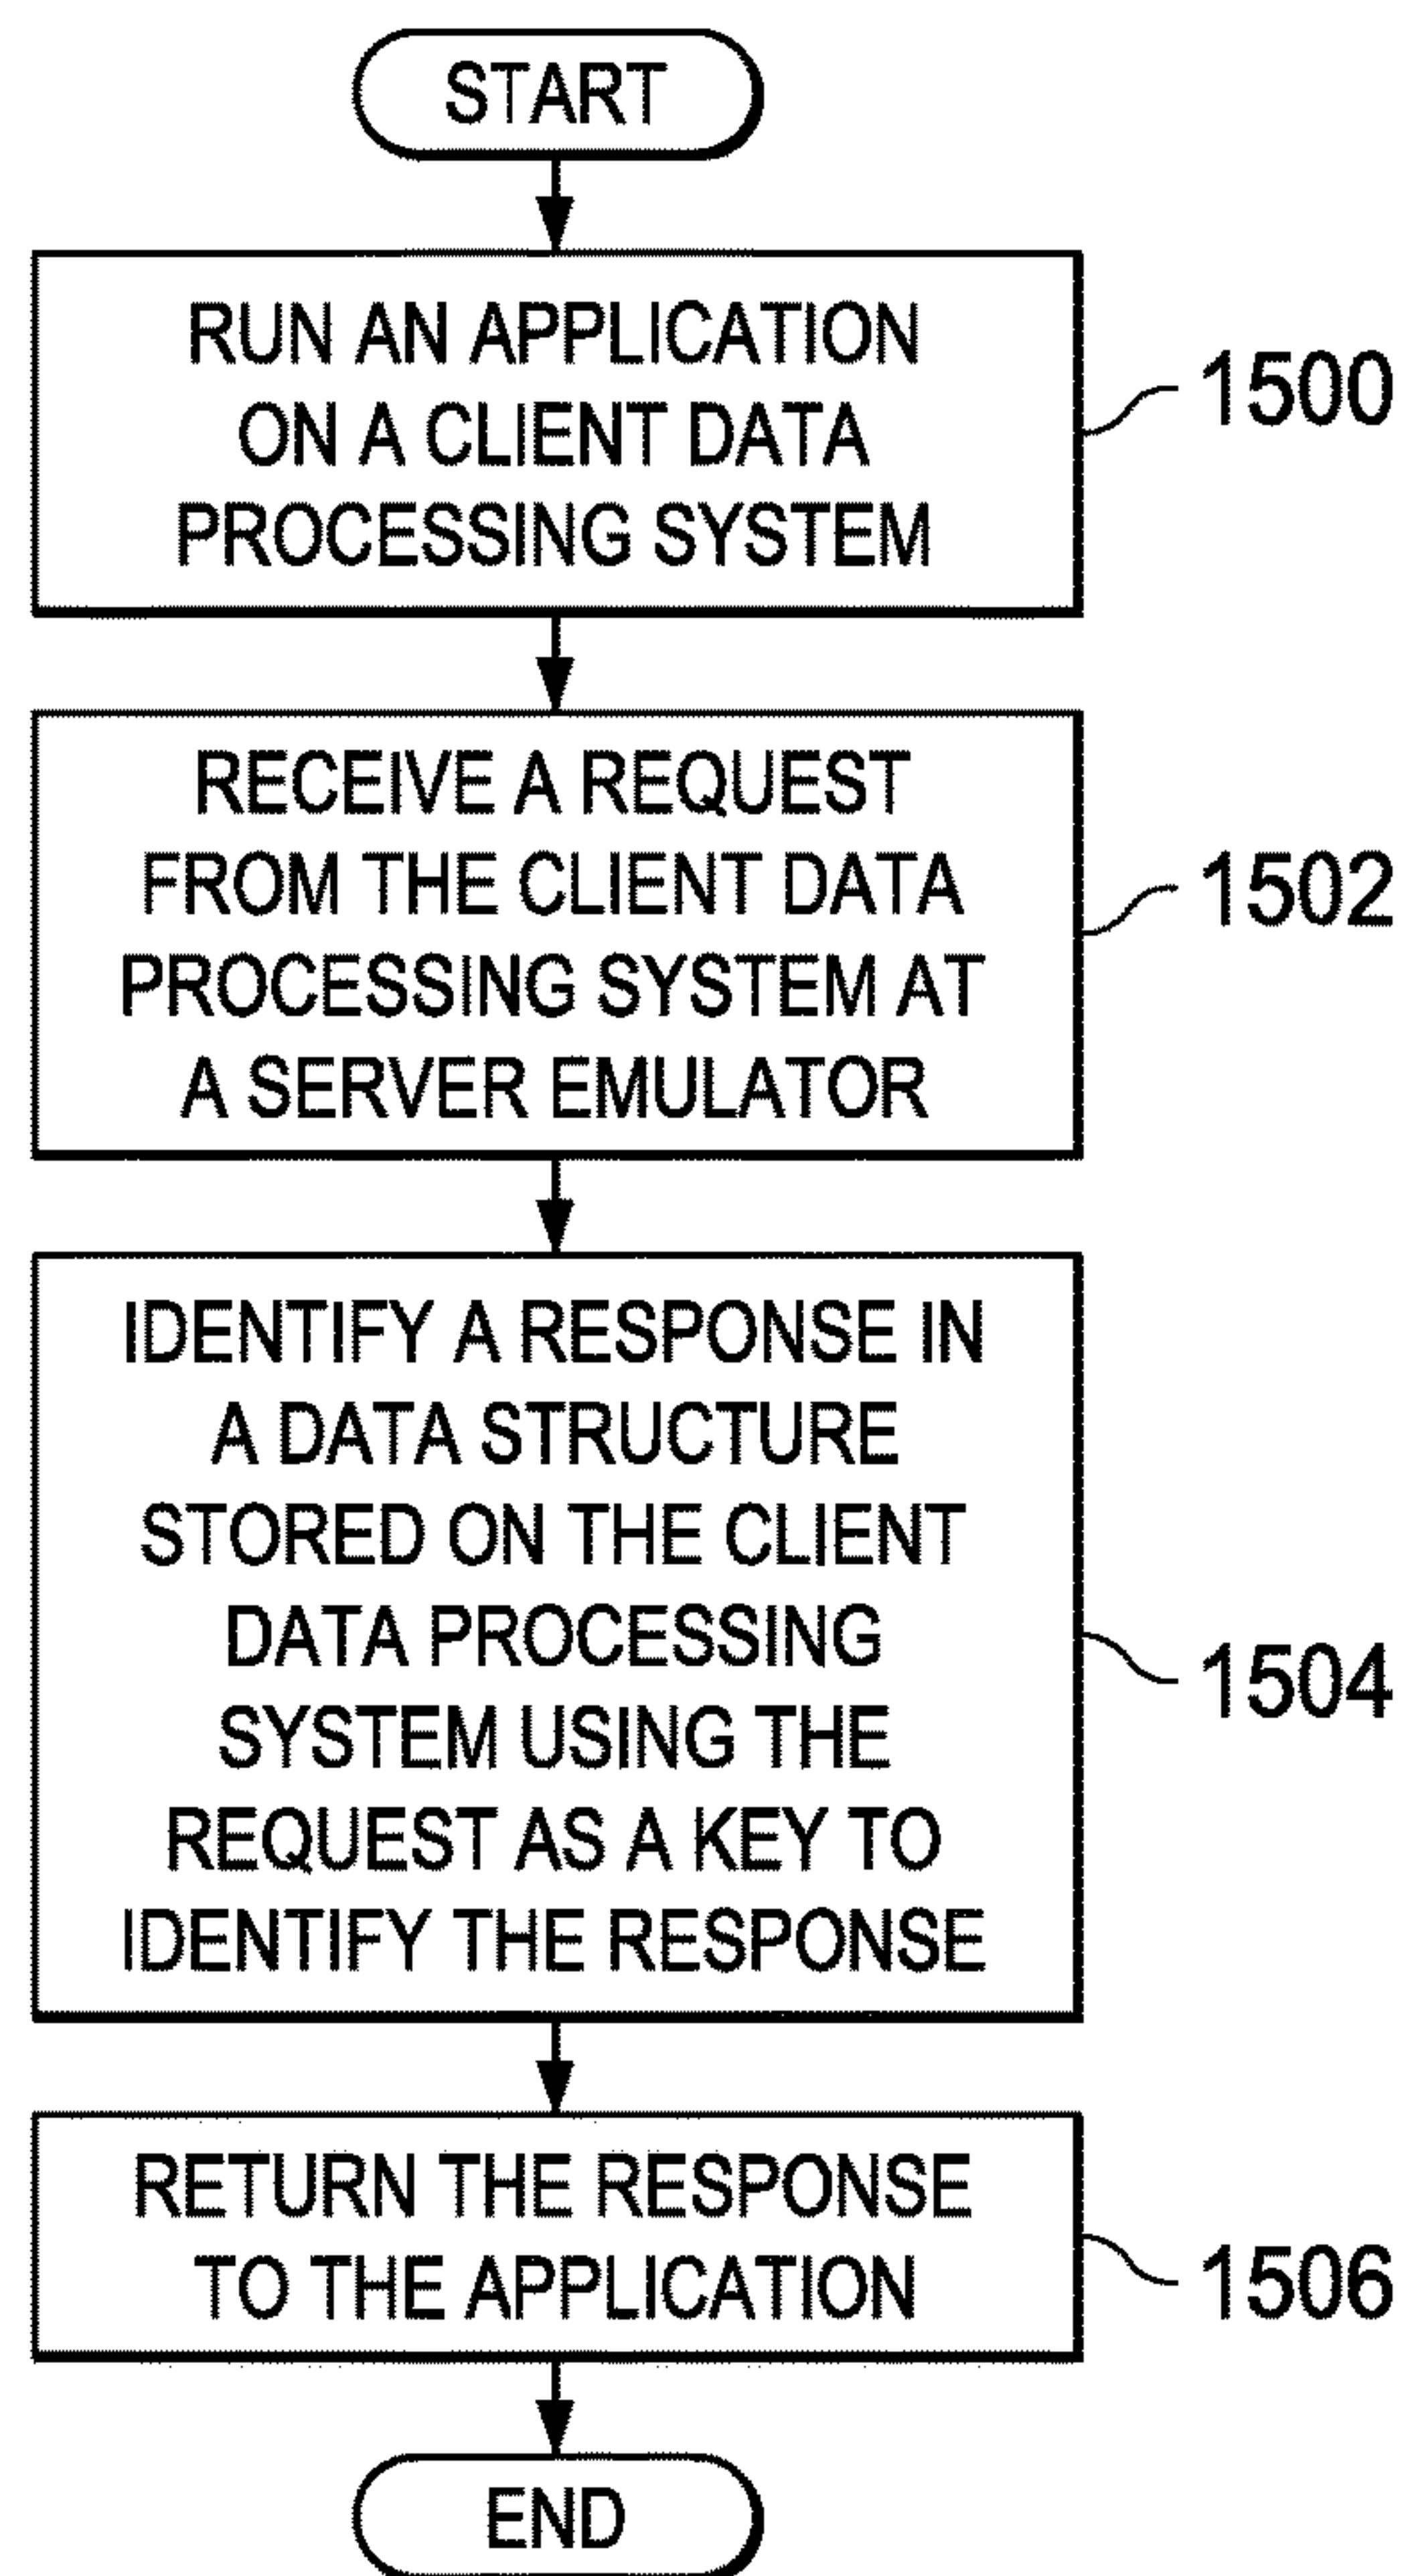 START
RUN AN APPLICATION
ON A CLIENT DATA
PROCESSING SYSTEM
1500
RECEIVE A REQUEST
FROM THE CLIENT DATA
PROCESSING SYSTEM AT
A SERVER EMULATOR
1502
IDENTIFY A RESPONSE IN
A DATA STRUCTURE
STORED ON THE CLIENT
DATA PROCESSING
SYSTEM USING THE
REQUEST AS A KEY TO
IDENTIFY THE RESPONSE
1504
RETURN THE RESPONSE
TO THE APPLICATION
1506
END